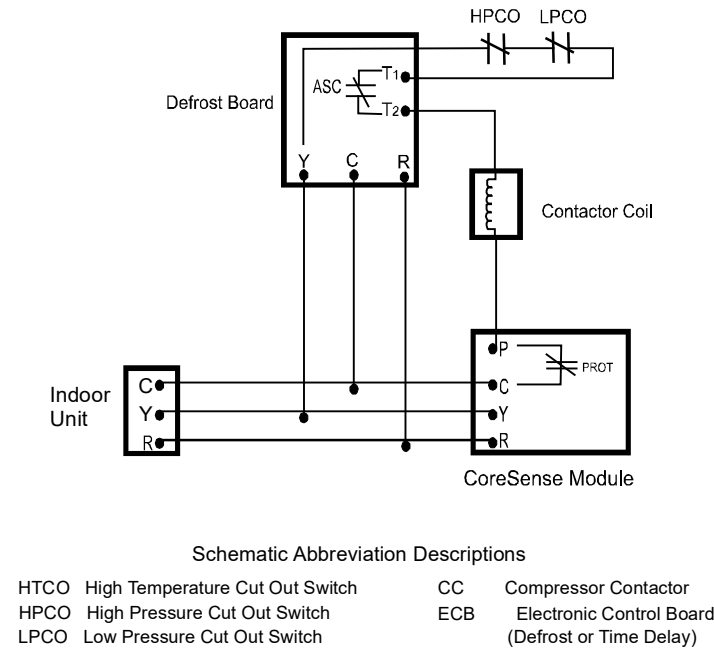 HPCO LPCO
Defrost Board
ASC
T1
T2
Y C R
Contactor Coil
Indoor
Unit
C
Y
R
P
C
Y
R
PROT
CoreSense Module
Schematic Abbreviation Descriptions
HTCO High Temperature Cut Out Switch
HPCO High Pressure Cut Out Switch
LPCO Low Pressure Cut Out Switch
CC Compressor Contactor
ECB Electronic Control Board
(Defrost or Time Delay)